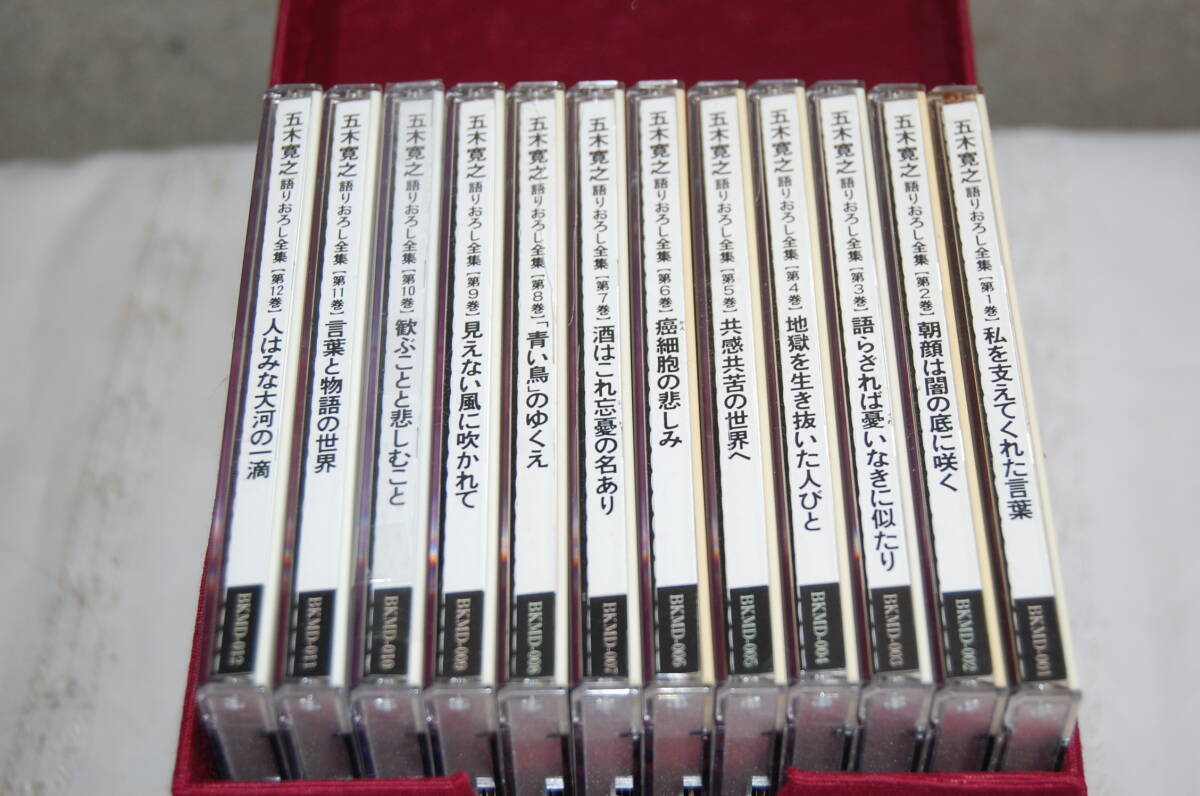 五木寛之 語りおろし全集 [第12巻] 人はみな大河の一滴 BKMD-012
五木寛之 語りおろし全集 [第11巻] 言葉と物語の世界 BKMD-011
五木寛之 語りおろし全集 [第10巻] 歓ぶことと悲しむこと BKMD-010
五木寛之 語りおろし全集 [第9巻] 見えない風に吹かれて BKMD-009
五木寛之 語りおろし全集 [第8巻] 「青い鳥」のゆくえ BKMD-008
五木寛之 語りおろし全集 [第7巻] 酒はこれ忘憂の名あり BKMD-007
五木寛之 語りおろし全集 [第6巻] 癌細胞の悲しみ BKMD-006
五木寛之 語りおろし全集 [第5巻] 共感共苦の世界へ BKMD-005
五木寛之 語りおろし全集 [第4巻] 地獄を生き抜いた人びと BKMD-004
五木寛之 語りおろし全集 [第3巻] 語らざれば憂いなきに似たり BKMD-003
五木寛之 語りおろし全集 [第2巻] 朝顔は闇の底に咲く BKMD-002
五木寛之 語りおろし全集 [第1巻] 私を支えてくれた言葉 BKMD-001